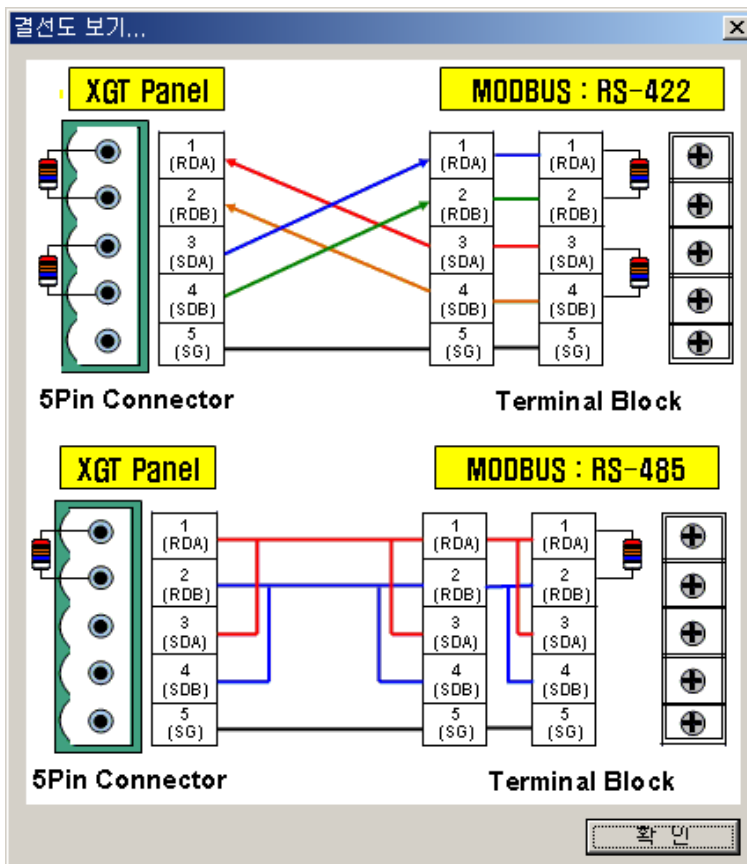 결선도 보기...
XGT Panel
MODBUS : RS-422
1
(RDA)
2
(RDB)
3
(SDA)
4
(SDB)
5
(SG)
1
(RDA)
2
(RDB)
3
(SDA)
4
(SDB)
5
(SG)
1
(RDA)
2
(RDB)
3
(SDA)
4
(SDB)
5
(SG)
5Pin Connector
Terminal Block
XGT Panel
MODBUS : RS-485
1
(RDA)
2
(RDB)
3
(SDA)
4
(SDB)
5
(SG)
1
(RDA)
2
(RDB)
3
(SDA)
4
(SDB)
5
(SG)
1
(RDA)
2
(RDB)
3
(SDA)
4
(SDB)
5
(SG)
5Pin Connector
Terminal Block
확 인